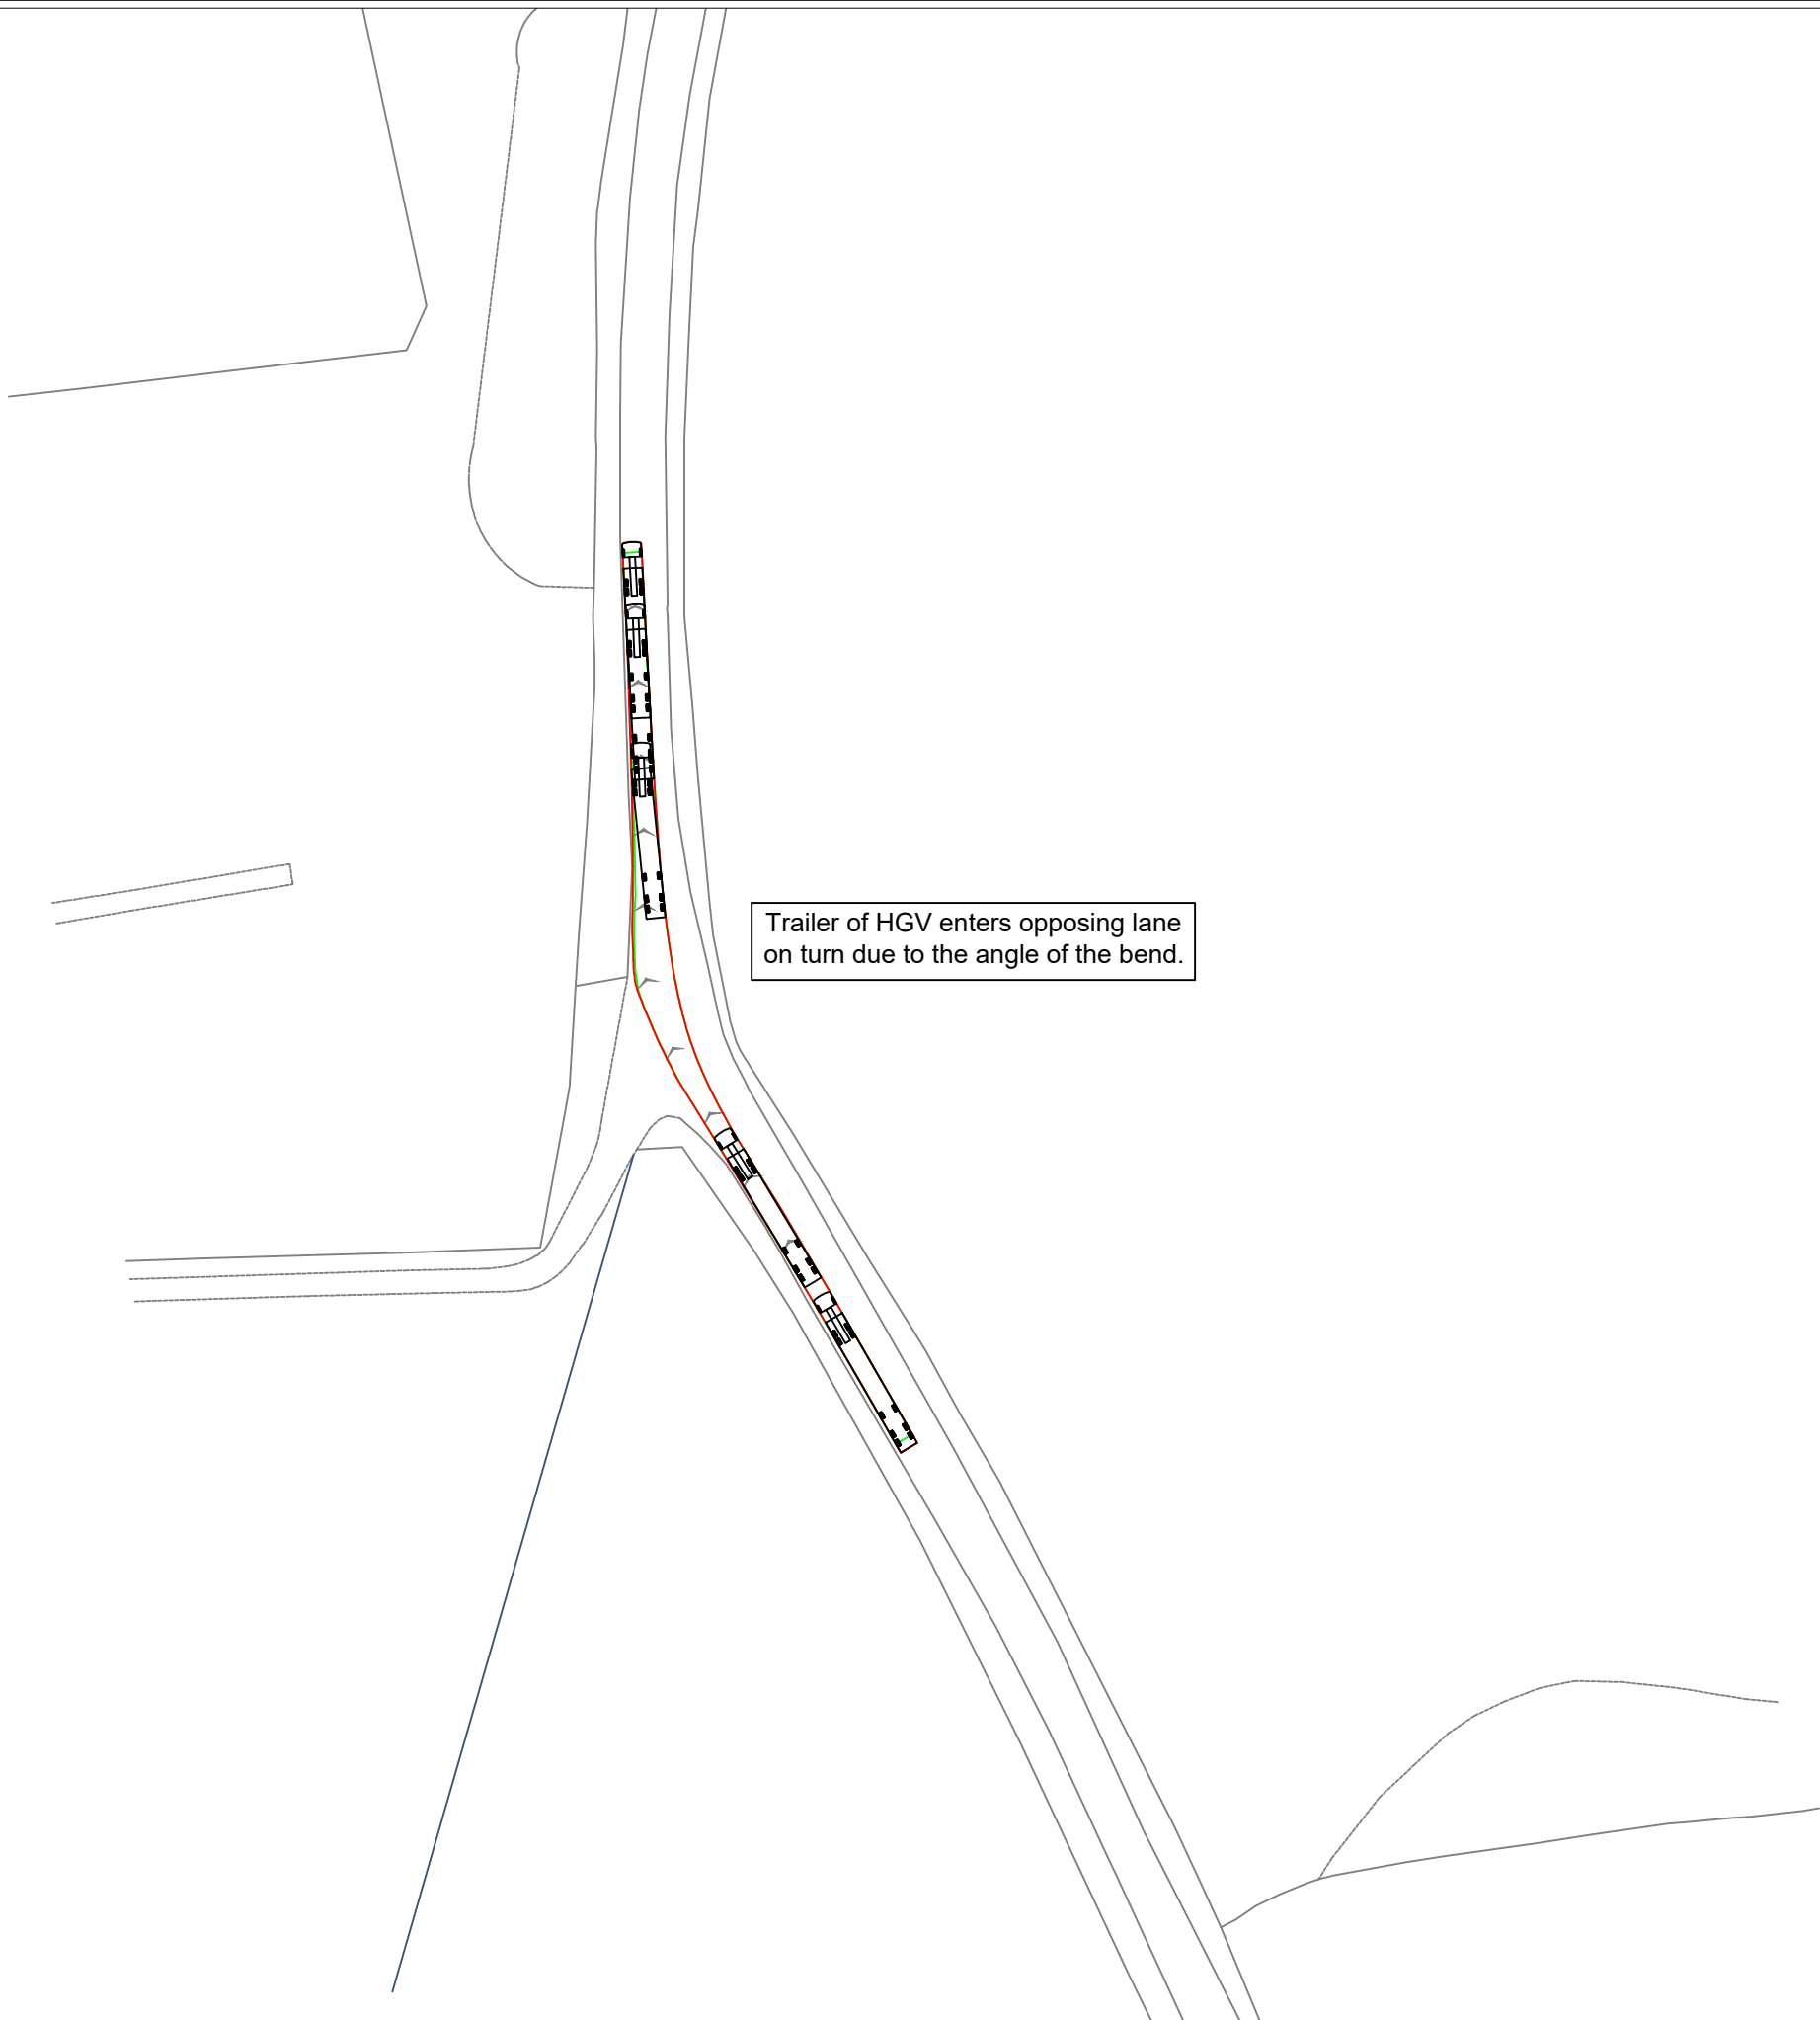 Trailer of HGV enters opposing lane
on turn due to the angle of the bend.